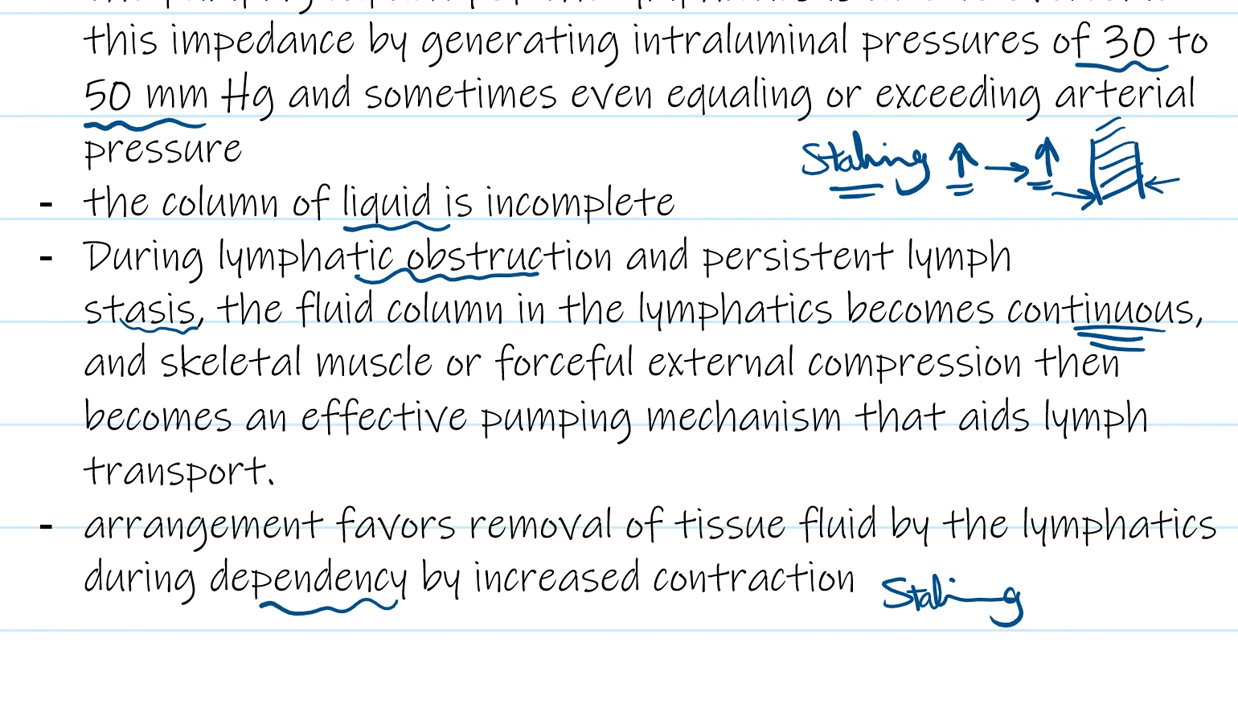 this impedance by generating intraluminal pressures of 30 to
50 mm Hg and sometimes even equaling or exceeding arterial
pressure
- the column of liquid is incomplete
- During lymphatic obstruction and persistent lymph
stasis, the fluid column in the lymphatics becomes continuous,
and skeletal muscle or forceful external compression then
becomes an effective pumping mechanism that aids lymph
transport.
- arrangement favors removal of tissue fluid by the lymphatics
during dependency by increased contraction